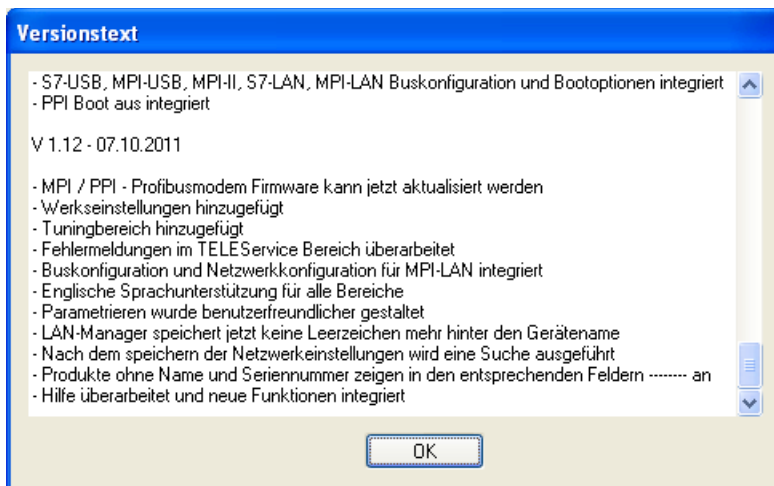 Versionstext
- S7-USB, MPI-USB, MPI-II, S7-LAN, MPI-LAN Buskonfiguration und Bootoptionen integriert
- PPI Boot aus integriert
V 1.12 - 07.10.2011
- MPI / PPI - Profibusmodem Firmware kann jetzt aktualisiert werden
- Werkseinstellungen hinzugefügt
- Tuningbereich hinzugefügt
- Fehlermeldungen im TELEService Bereich überarbeitet
- Buskonfiguration und Netzwerkkonfiguration für MPI-LAN integriert
- Englische Sprachunterstützung für alle Bereiche
- Parametrieren wurde benutzerfreundlicher gestaltet
- LAN-Manager speichert jetzt keine Leerzeichen mehr hinter den Gerätename
- Nach dem speichern der Netzwerkeinstellungen wird eine Suche ausgeführt
- Produkte ohne Name und Seriennummer zeigen in den entsprechenden Feldern -------- an
- Hilfe überarbeitet und neue Funktionen integriert
OK